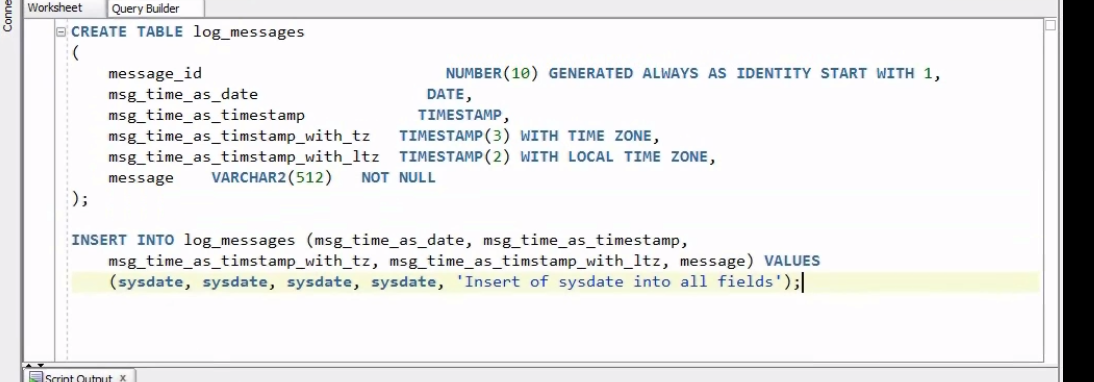 Conne
Worksheet Query Builder
CREATE TABLE log_messages
(
message_id NUMBER(10) GENERATED ALWAYS AS IDENTITY START WITH 1,
msg_time_as_date DATE,
msg_time_as_timestamp TIMESTAMP,
msg_time_as_timstamp_with_tz TIMESTAMP(3) WITH TIME ZONE,
msg_time_as_timstamp_with_ltz TIMESTAMP(2) WITH LOCAL TIME ZONE,
message VARCHAR2(512) NOT NULL
);
INSERT INTO log_messages (msg_time_as_date, msg_time_as_timestamp,
msg_time_as_timstamp_with_tz, msg_time_as_timstamp_with_ltz, message) VALUES
(sysdate, sysdate, sysdate, sysdate, 'Insert of sysdate into all fields');
Script Output x